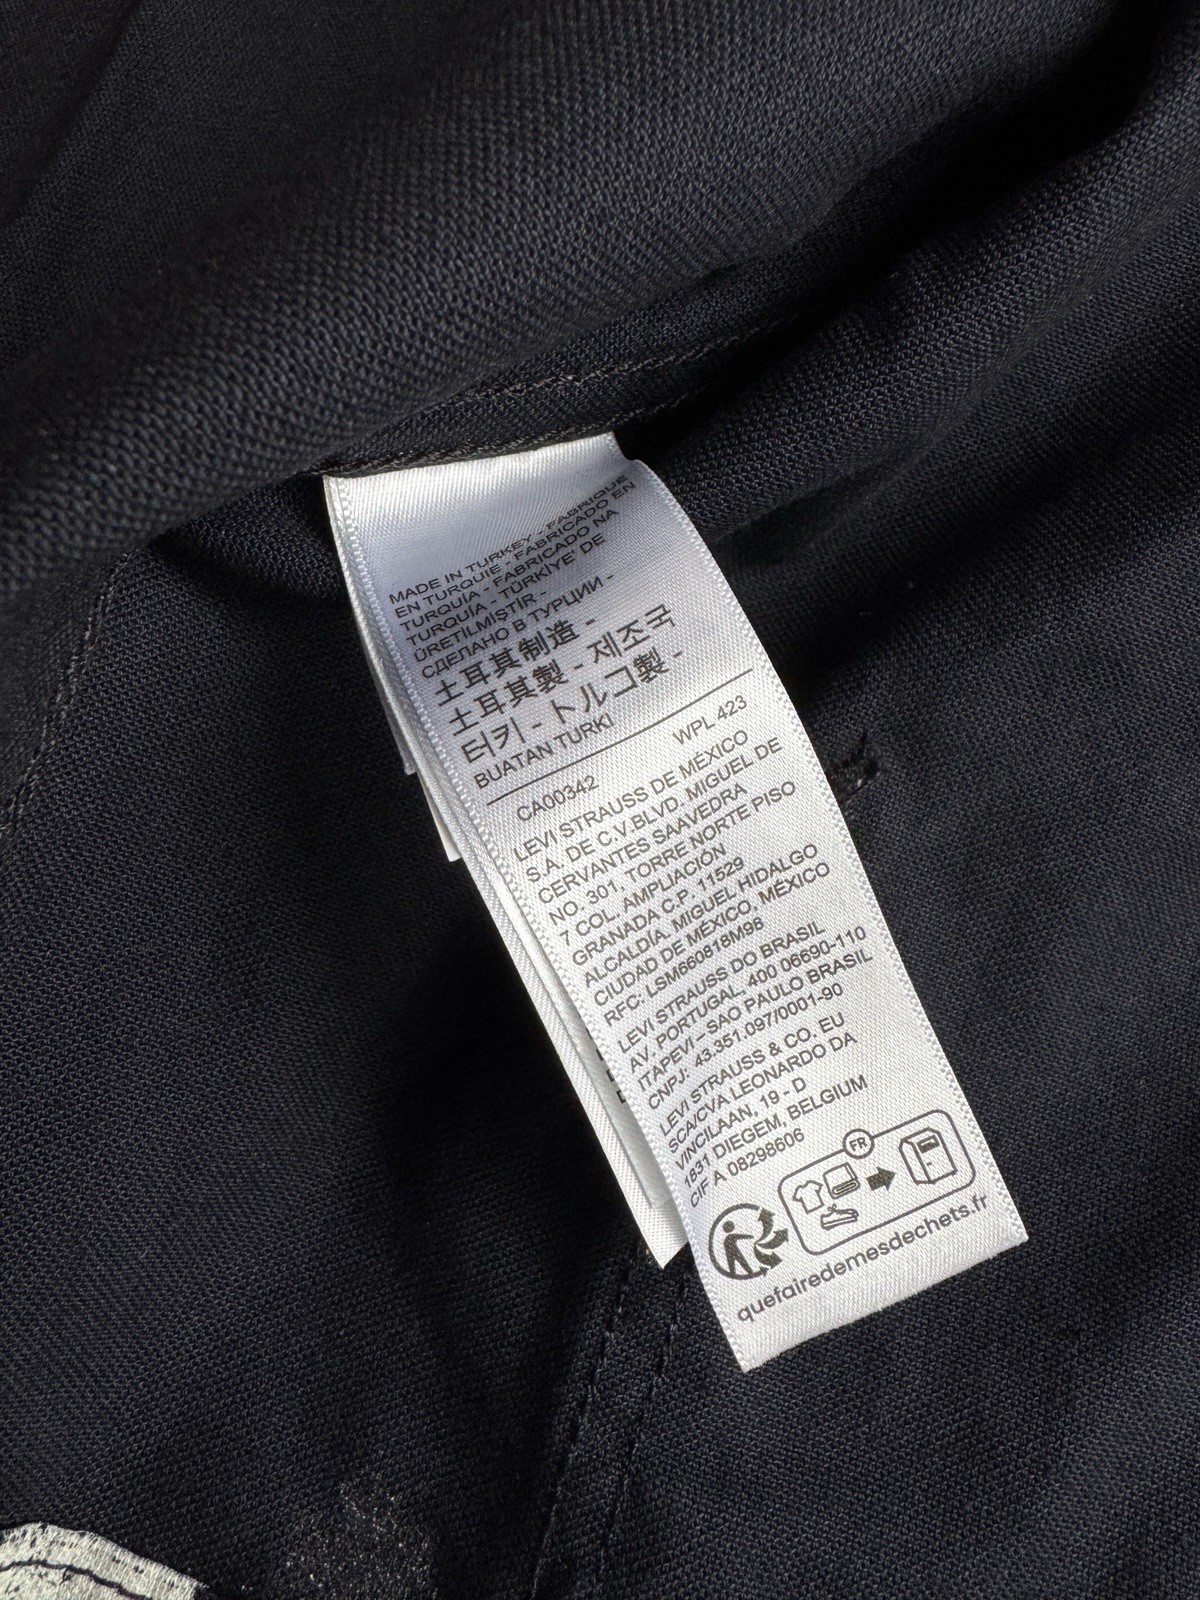 MADE IN TURKEY - FABRIQUÉ
EN TURQUIE - FABRICADO EN
TURQUÍA - FABRICADO NA
TURQUIA - TÜRKİYE' DE
ÜRETİLMİŞTİR -
СДЕЛАНО В ТУРЦИИ -
土耳其制造 -
土耳其製 - 제조국
터키 - トルコ製 -
BUATAN TURKI
CA00342 WPL 423
LEVI STRAUSS DE MÉXICO
S.A. DE C.V.BLVD. MIGUEL DE
CERVANTES SAAVEDRA
NO. 301, TORRE NORTE PISO
7 COL. AMPLIACIÓN
GRANADA C.P. 11529
ALCALDÍA. MIGUEL HIDALGO
CIUDAD DE MÉXICO, MÉXICO
RFC: LSM660818M98
LEVI STRAUSS DO BRASIL
AV. PORTUGAL, 400 06690-110
ITAPEVI – SAO PAULO BRASIL
CNPJ: 43.351.097/0001-90
LEVI STRAUSS & CO. EU
SCA/CVA LEONARDO DA
VINCILAAN, 19 - D
1831 DIEGEM, BELGIUM
CIF A 08298606
FR
quefairedemesdechets.fr